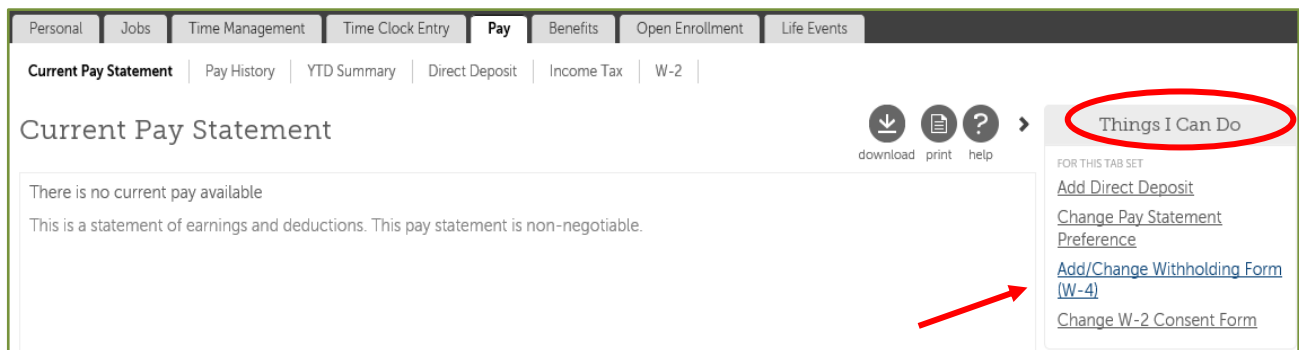 Personal Jobs Time Management Time Clock Entry Pay Benefits Open Enrollment Life Events
Current Pay Statement Pay History YTD Summary Direct Deposit Income Tax W-2
Current Pay Statement
download print help
There is no current pay available
This is a statement of earnings and deductions. This pay statement is non-negotiable.
Things I Can Do
FOR THIS TAB SET
Add Direct Deposit
Change Pay Statement
Preference
Add/Change Withholding Form
(W-4)
Change W-2 Consent Form